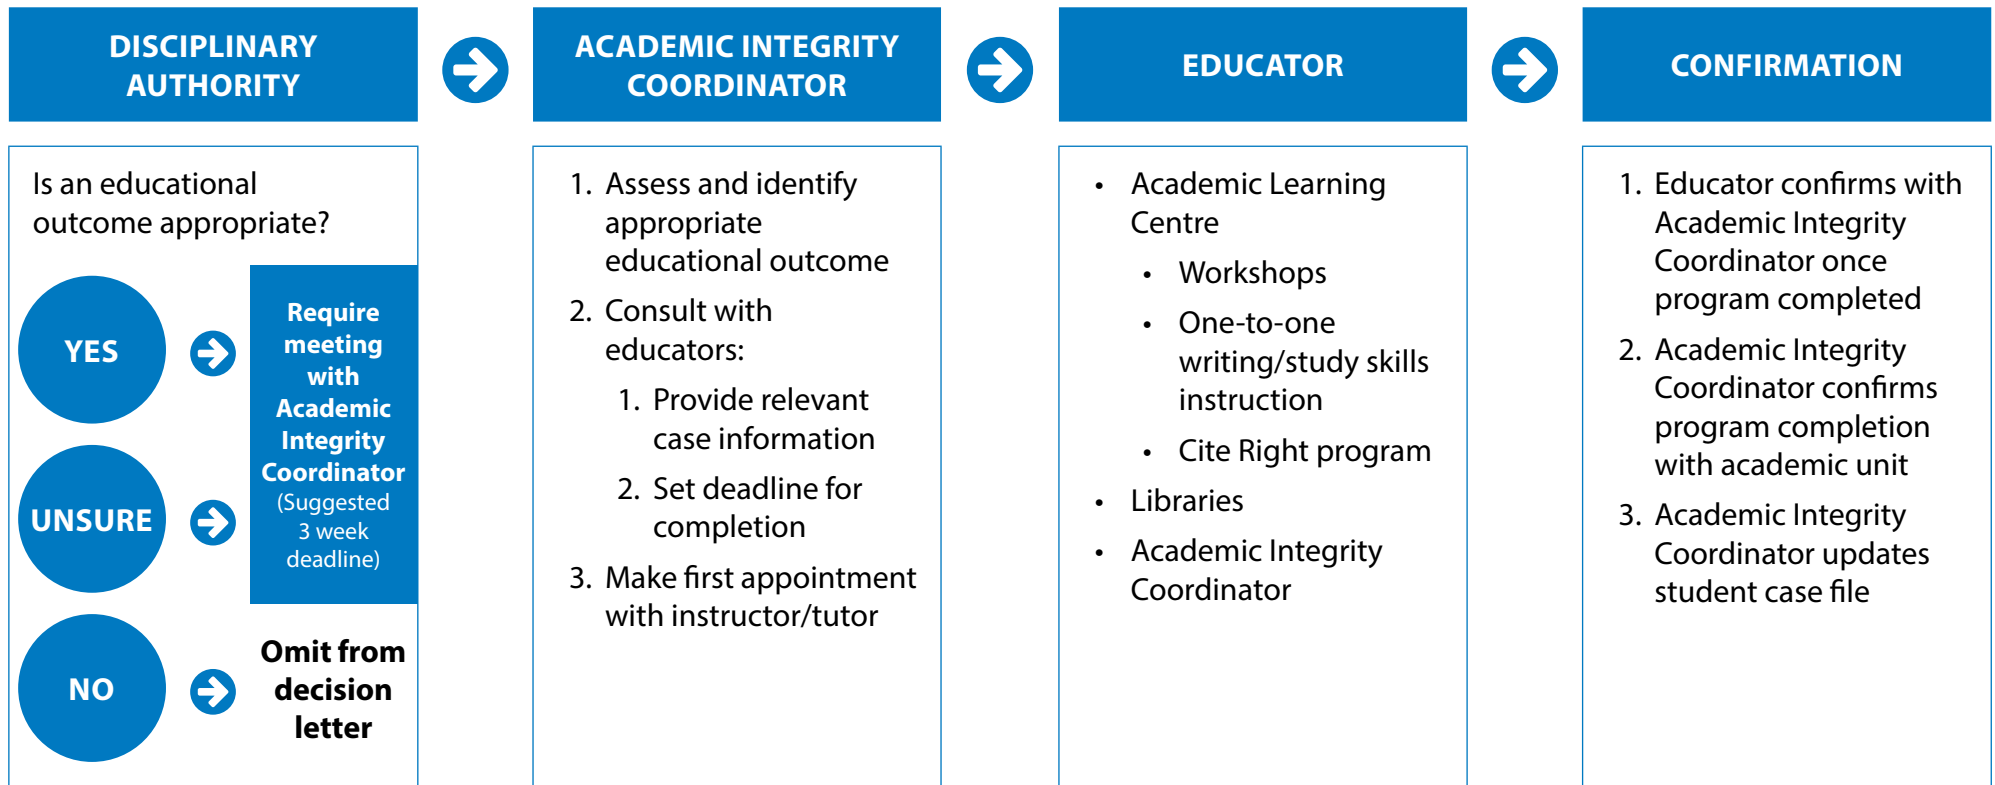 DISCIPLINARY
AUTHORITY
Is an educational
outcome appropriate?
YES
UNSURE
Require
meeting
with
Academic
Integrity
Coordinator
(Suggested
3 week
deadline)
NO
Omit from
decision
letter
ACADEMIC INTEGRITY
COORDINATOR
1. Assess and identify
appropriate
educational outcome
2. Consult with
educators:
1. Provide relevant
case information
2. Set deadline for
completion
3. Make first appointment
with instructor/tutor
EDUCATOR
• Academic Learning
Centre
• Workshops
• One-to-one
writing/study skills
instruction
• Cite Right program
• Libraries
• Academic Integrity
Coordinator
CONFIRMATION
1. Educator confirms with
Academic Integrity
Coordinator once
program completed
2. Academic Integrity
Coordinator confirms
program completion
with academic unit
3. Academic Integrity
Coordinator updates
student case file